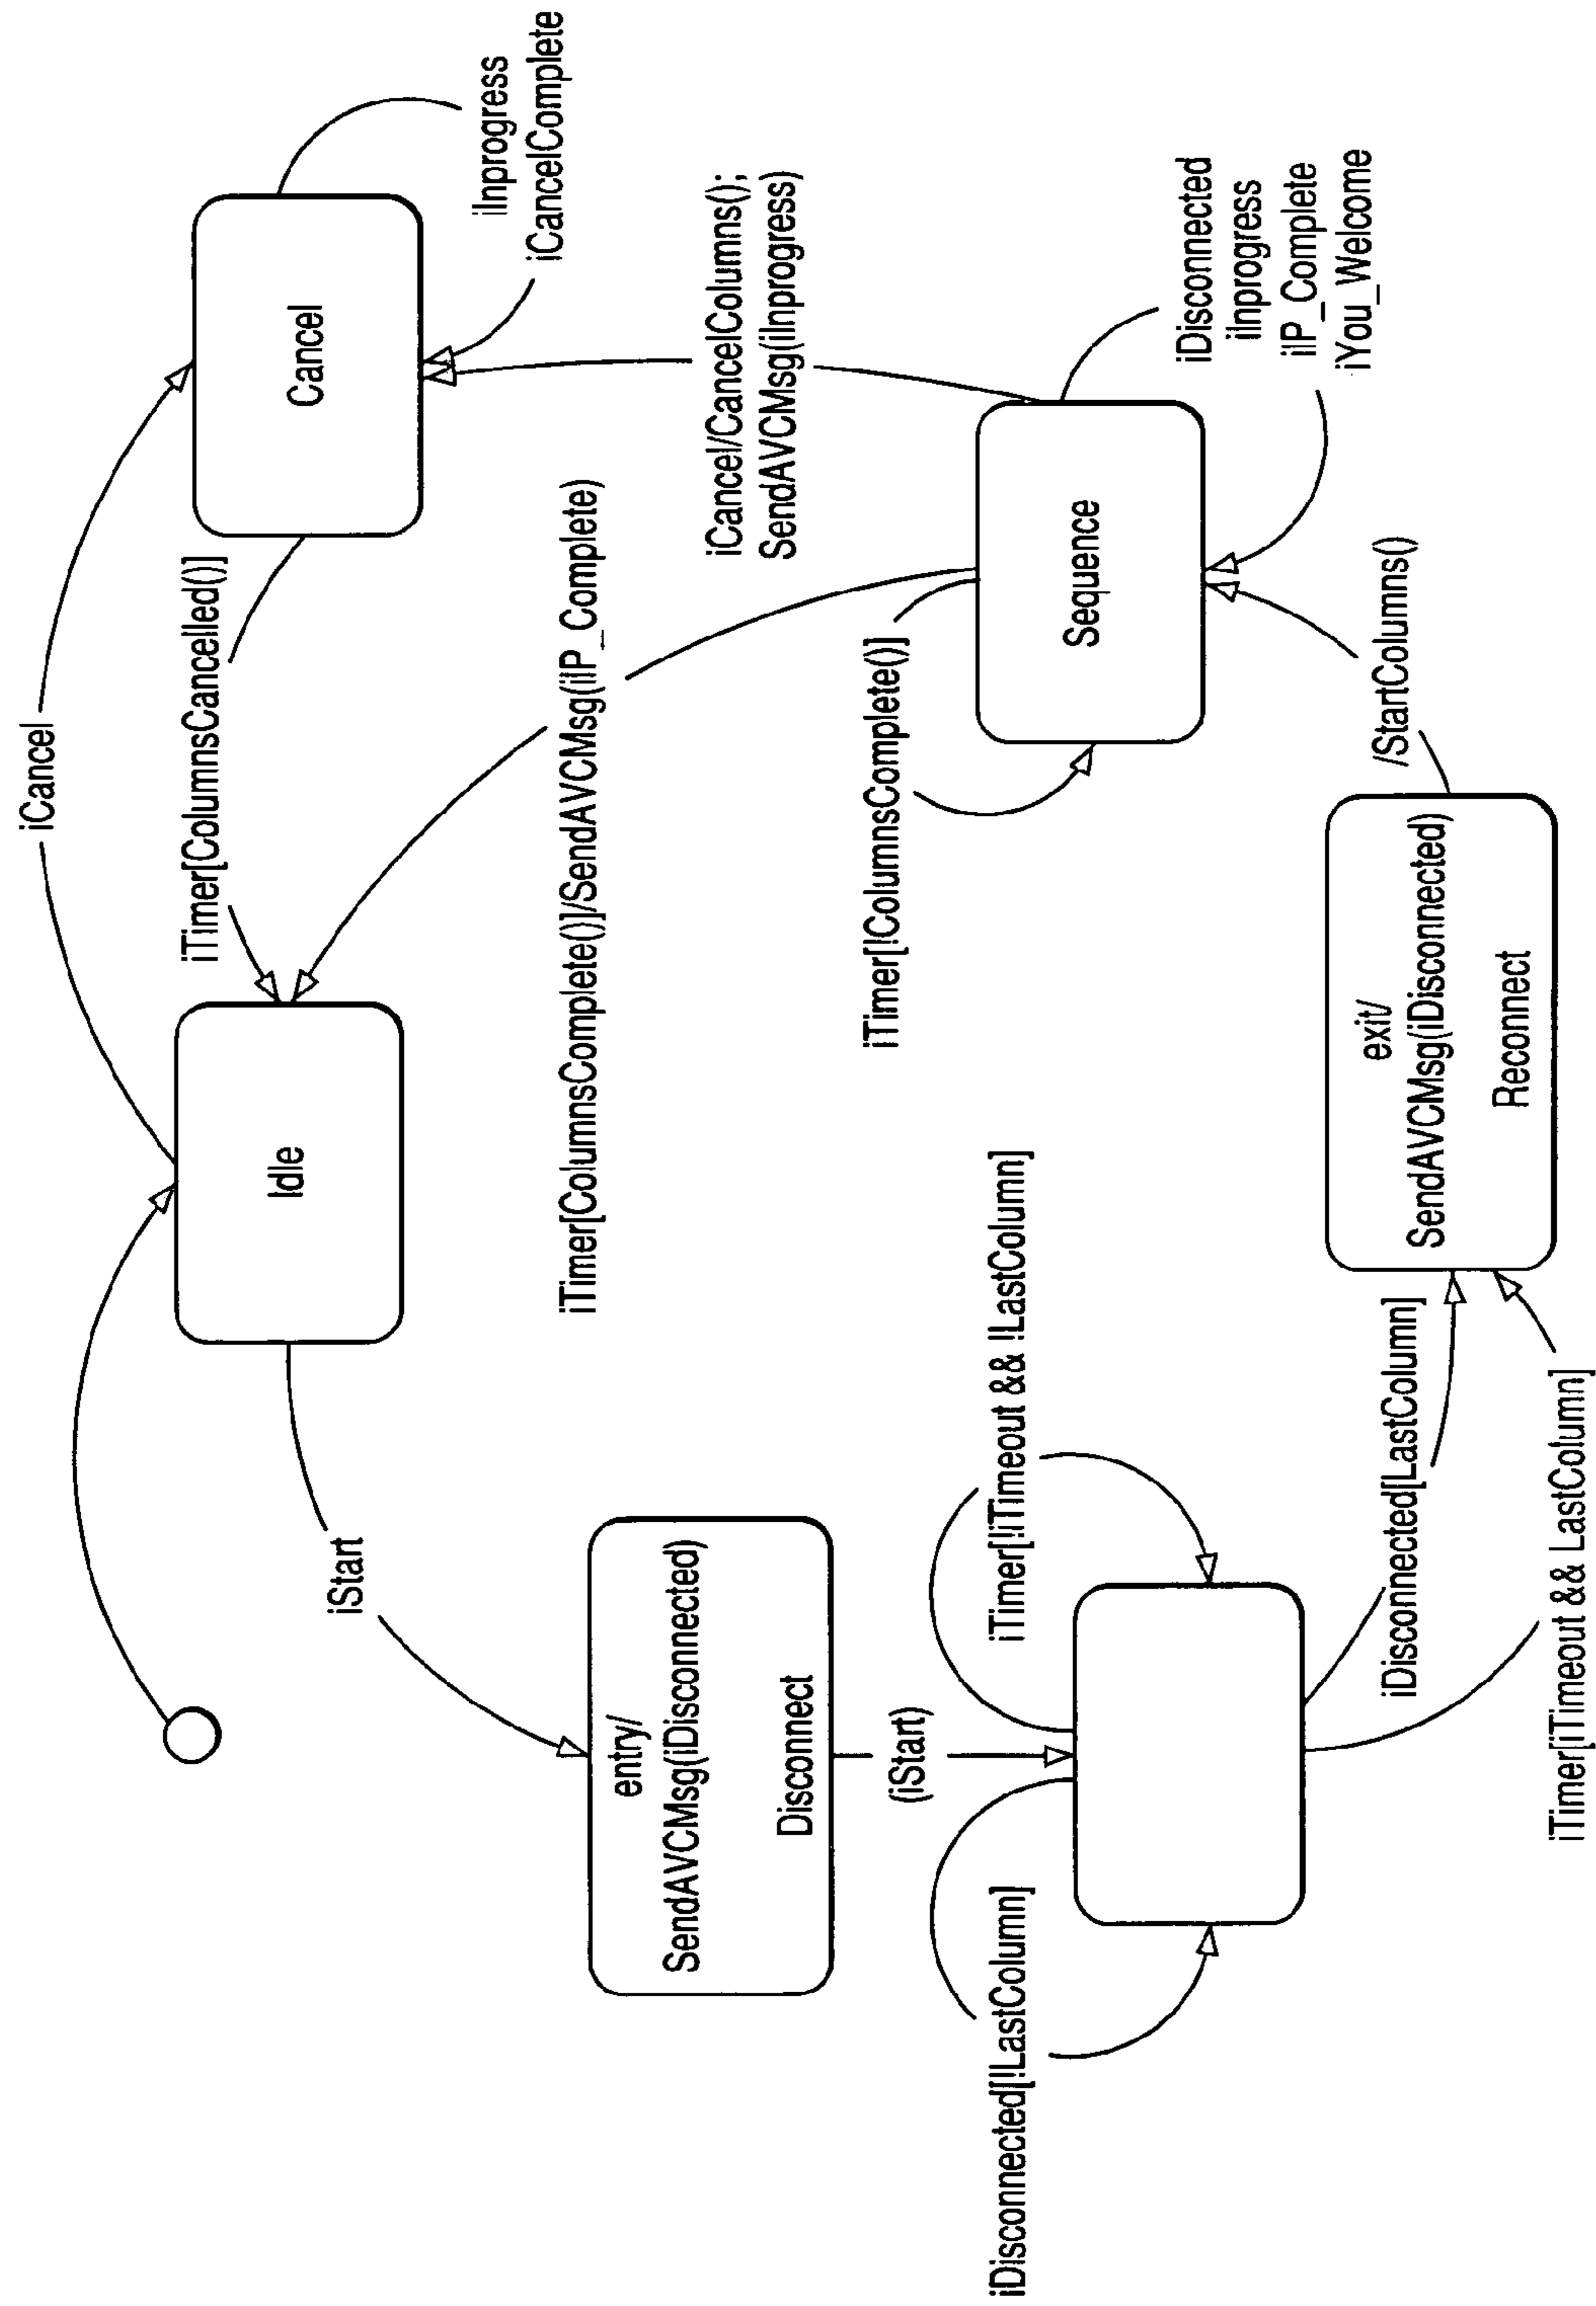 iCancel
iTimer[ColumnsCancelled()]
Idle
Cancel
iStart
iInprogress
iCancelComplete
iTimer[ColumnsComplete()]/SendAVCMsg(iIP_Complete)
entry/
SendAVCMsg(iDisconnected)
Disconnect
iCancel/CancelColumns();
SendAVCMsg(iInprogress)
iTimer[!ColumnsComplete()]
(iStart)
iDisconnected[!LastColumn]
iTimer[!iTimeout && !LastColumn]
Sequence
iDisconnected
iInprogress
iIP_Complete
iYou_Welcome
iDisconnected[LastColumn]
exit/
SendAVCMsg(iDisconnected)
Reconnect
/StartColumns()
iTimer[iTimeout && LastColumn]